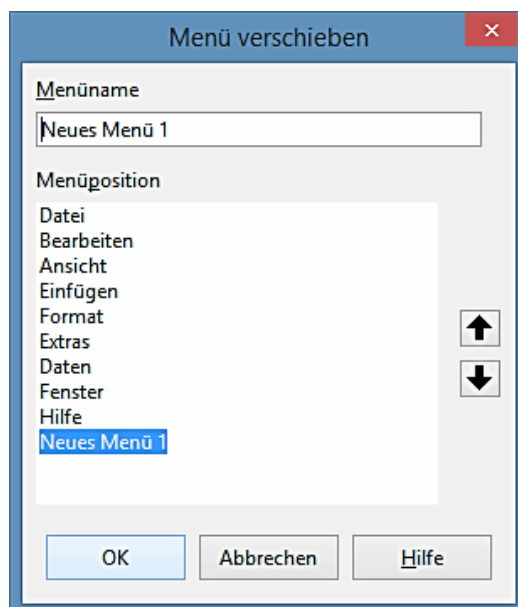 Menü verschieben
Menüname
Neues Menü 1
Menüposition
Datei
Bearbeiten
Ansicht
Einfügen
Format
Extras
Daten
Fenster
Hilfe
Neues Menü 1
OK Abbrechen Hilfe